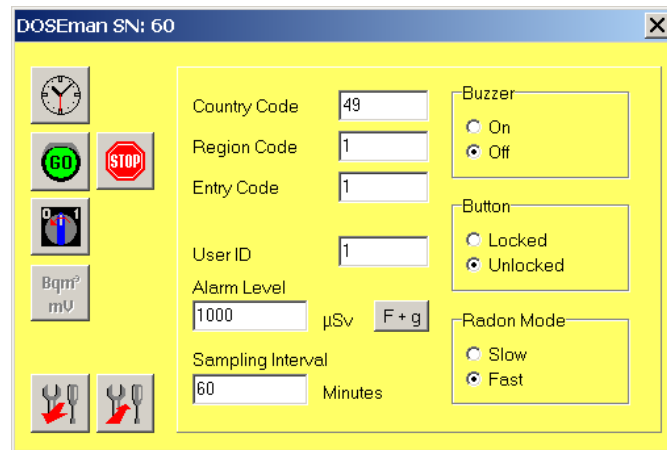 DOSEman SN: 60
GO
STOP
0 1
Bqm³
mV
Country Code 49
Region Code 1
Entry Code 1
User ID 1
Alarm Level
1000 µSv F + g
Sampling Interval
60 Minutes
Buzzer
On
Off
Button
Locked
Unlocked
Radon Mode
Slow
Fast